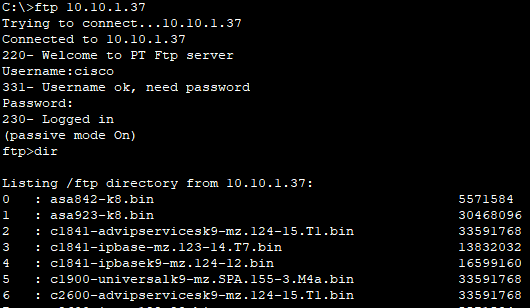 C:\>ftp 10.10.1.37
Trying to connect...10.10.1.37
Connected to 10.10.1.37
220- Welcome to PT Ftp server
Username:cisco
331- Username ok, need password
Password:
230- Logged in
(passive mode On)
ftp>dir
Listing /ftp directory from 10.10.1.37:
0 : asa842-k8.bin 5571584
1 : asa923-k8.bin 30468096
2 : c1841-advipservicesk9-mz.124-15.T1.bin 33591768
3 : c1841-ipbase-mz.123-14.T7.bin 13832032
4 : c1841-ipbasek9-mz.124-12.bin 16599160
5 : c1900-universalk9-mz.SPA.155-3.M4a.bin 33591768
6 : c2600-advipservicesk9-mz.124-15.T1.bin 33591768